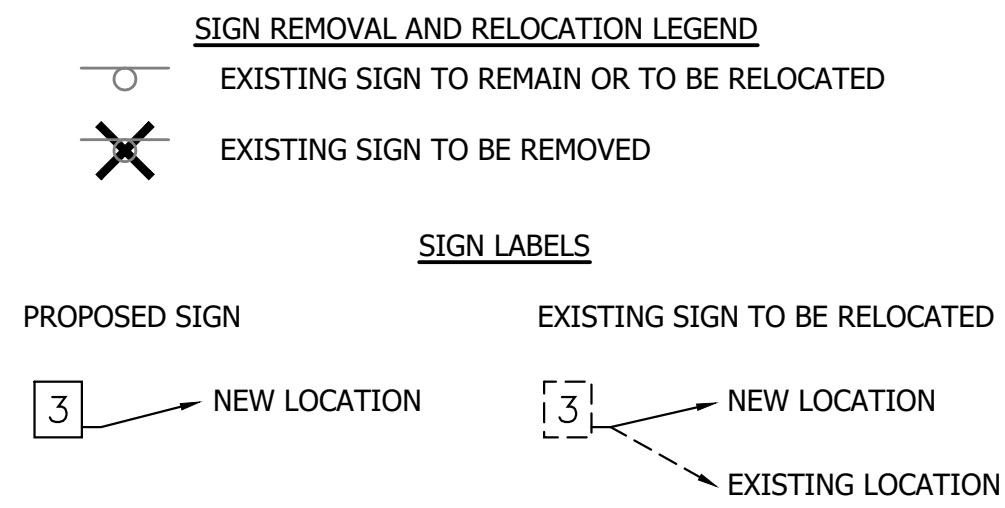 SIGN REMOVAL AND RELOCATION LEGEND
EXISTING SIGN TO REMAIN OR TO BE RELOCATED
EXISTING SIGN TO BE REMOVED
SIGN LABELS
PROPOSED SIGN
3
NEW LOCATION
EXISTING SIGN TO BE RELOCATED
3
NEW LOCATION
EXISTING LOCATION